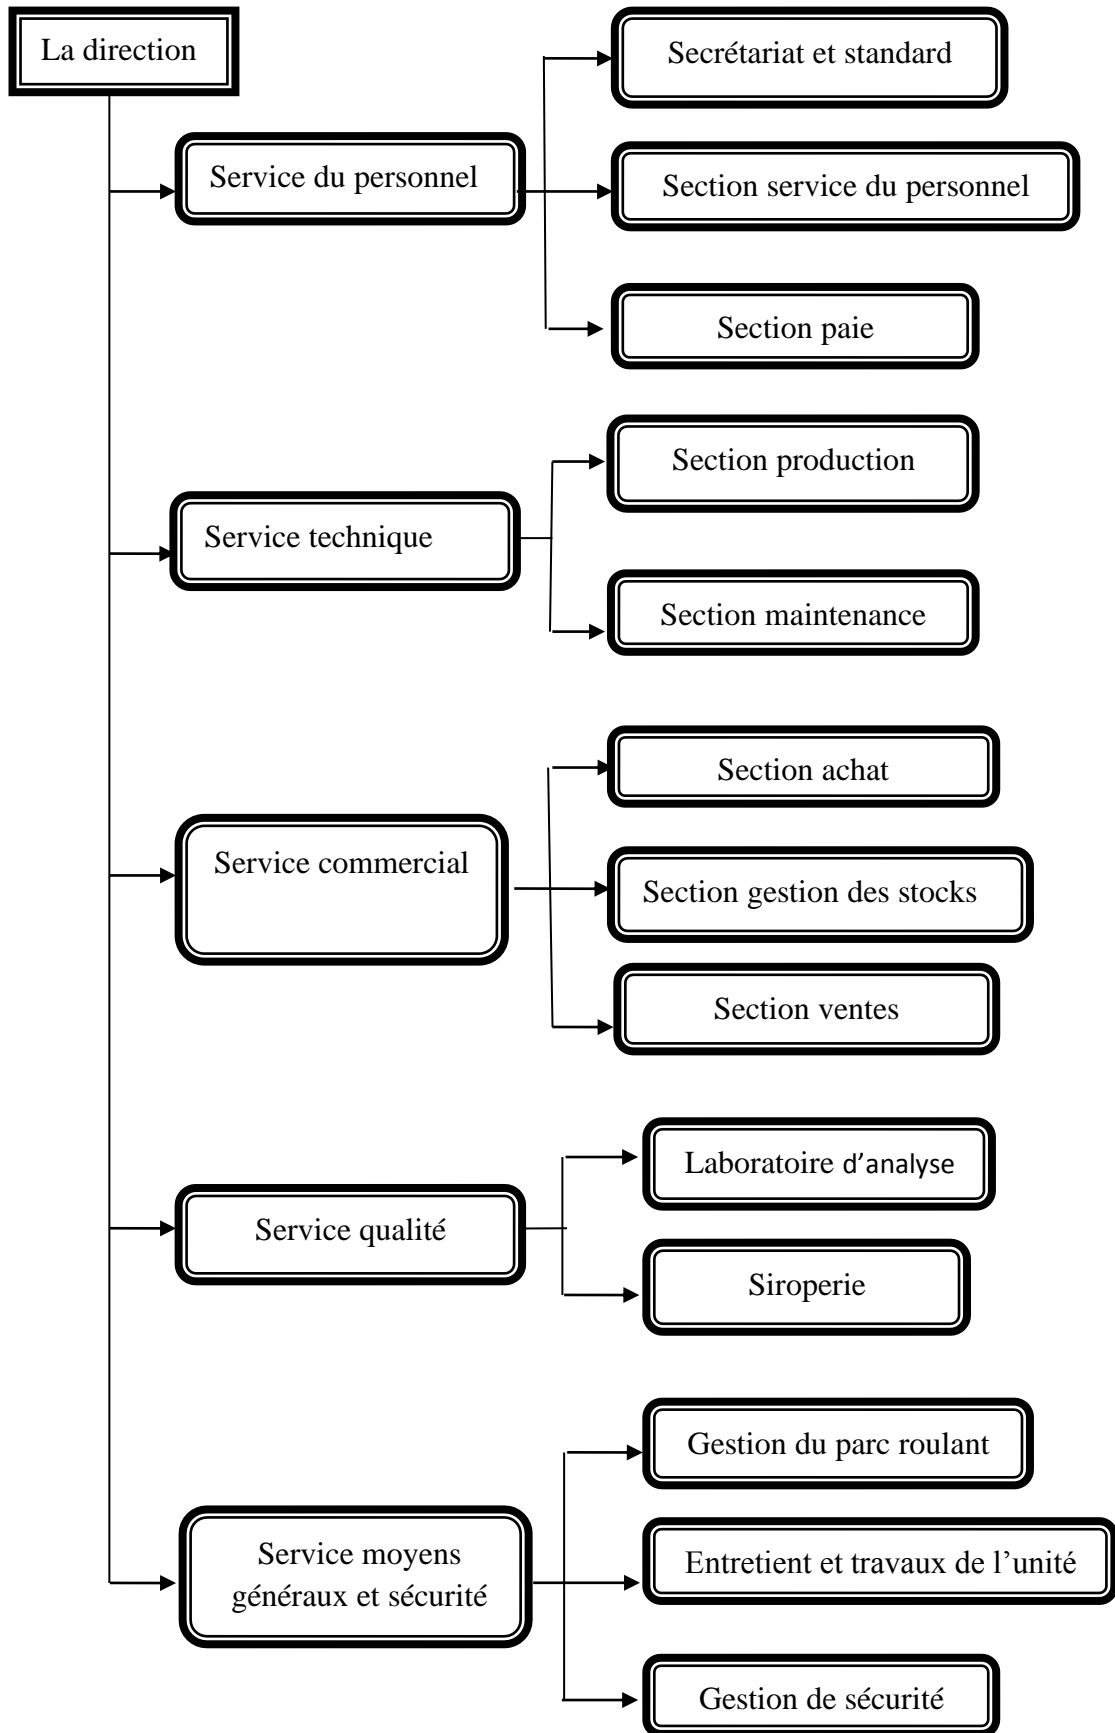 La direction
Secrétariat et standard
Service du personnel
Section service du personnel
Section paie
Section production
Service technique
Section maintenance
Section achat
Service commercial
Section gestion des stocks
Section ventes
Laboratoire d’analyse
Service qualité
Siroperie
Gestion du parc roulant
Service moyens
généraux et sécurité
Entretient et travaux de l’unité
Gestion de sécurité